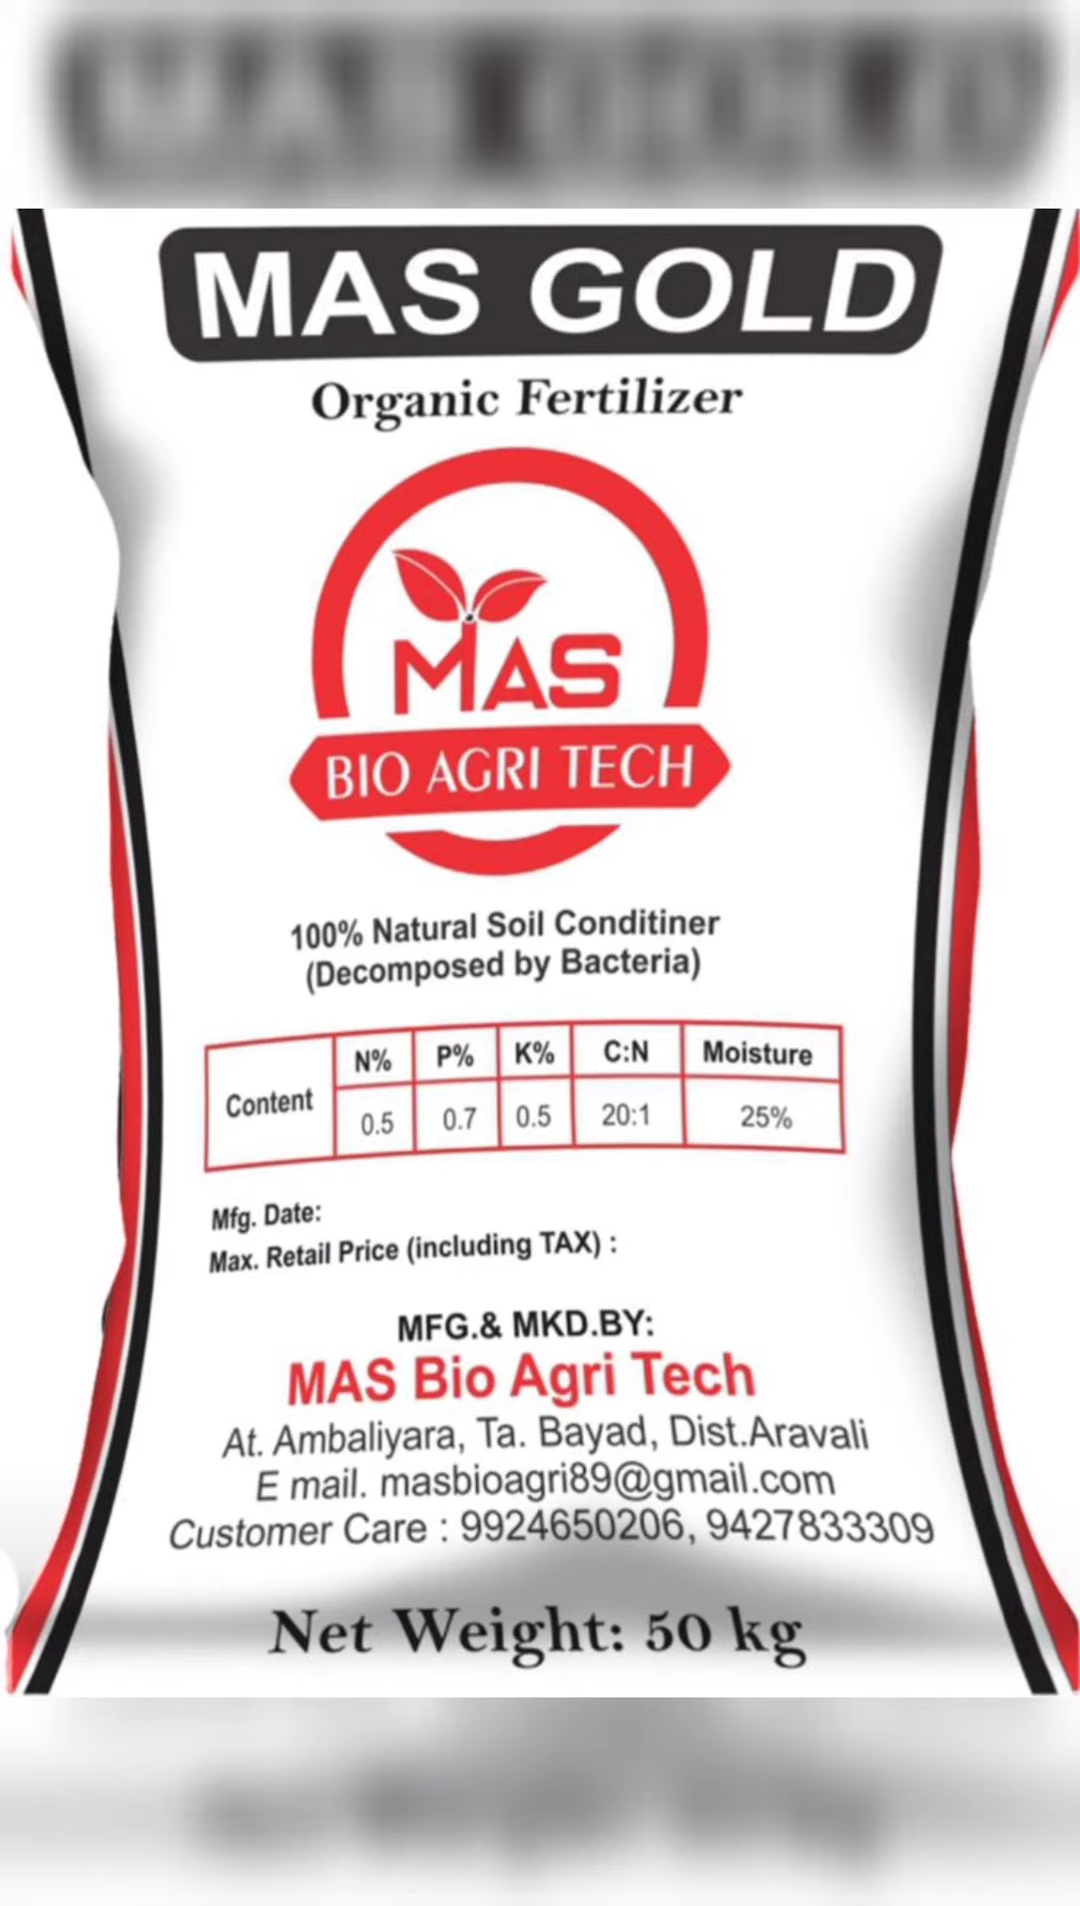 MAS GOLD
Organic Fertilizer
MAS
BIO AGRI TECH
100% Natural Soil Conditiner
(Decomposed by Bacteria)
Content N% P% K% C:N Moisture
0.5 0.7 0.5 20:1 25%
Mfg. Date:
Max. Retail Price (including TAX) :
MFG.& MKD.BY:
MAS Bio Agri Tech
At. Ambaliyara, Ta. Bayad, Dist.Aravali
E mail. masbioagri89@gmail.com
Customer Care : 9924650206, 9427833309
Net Weight: 50 kg